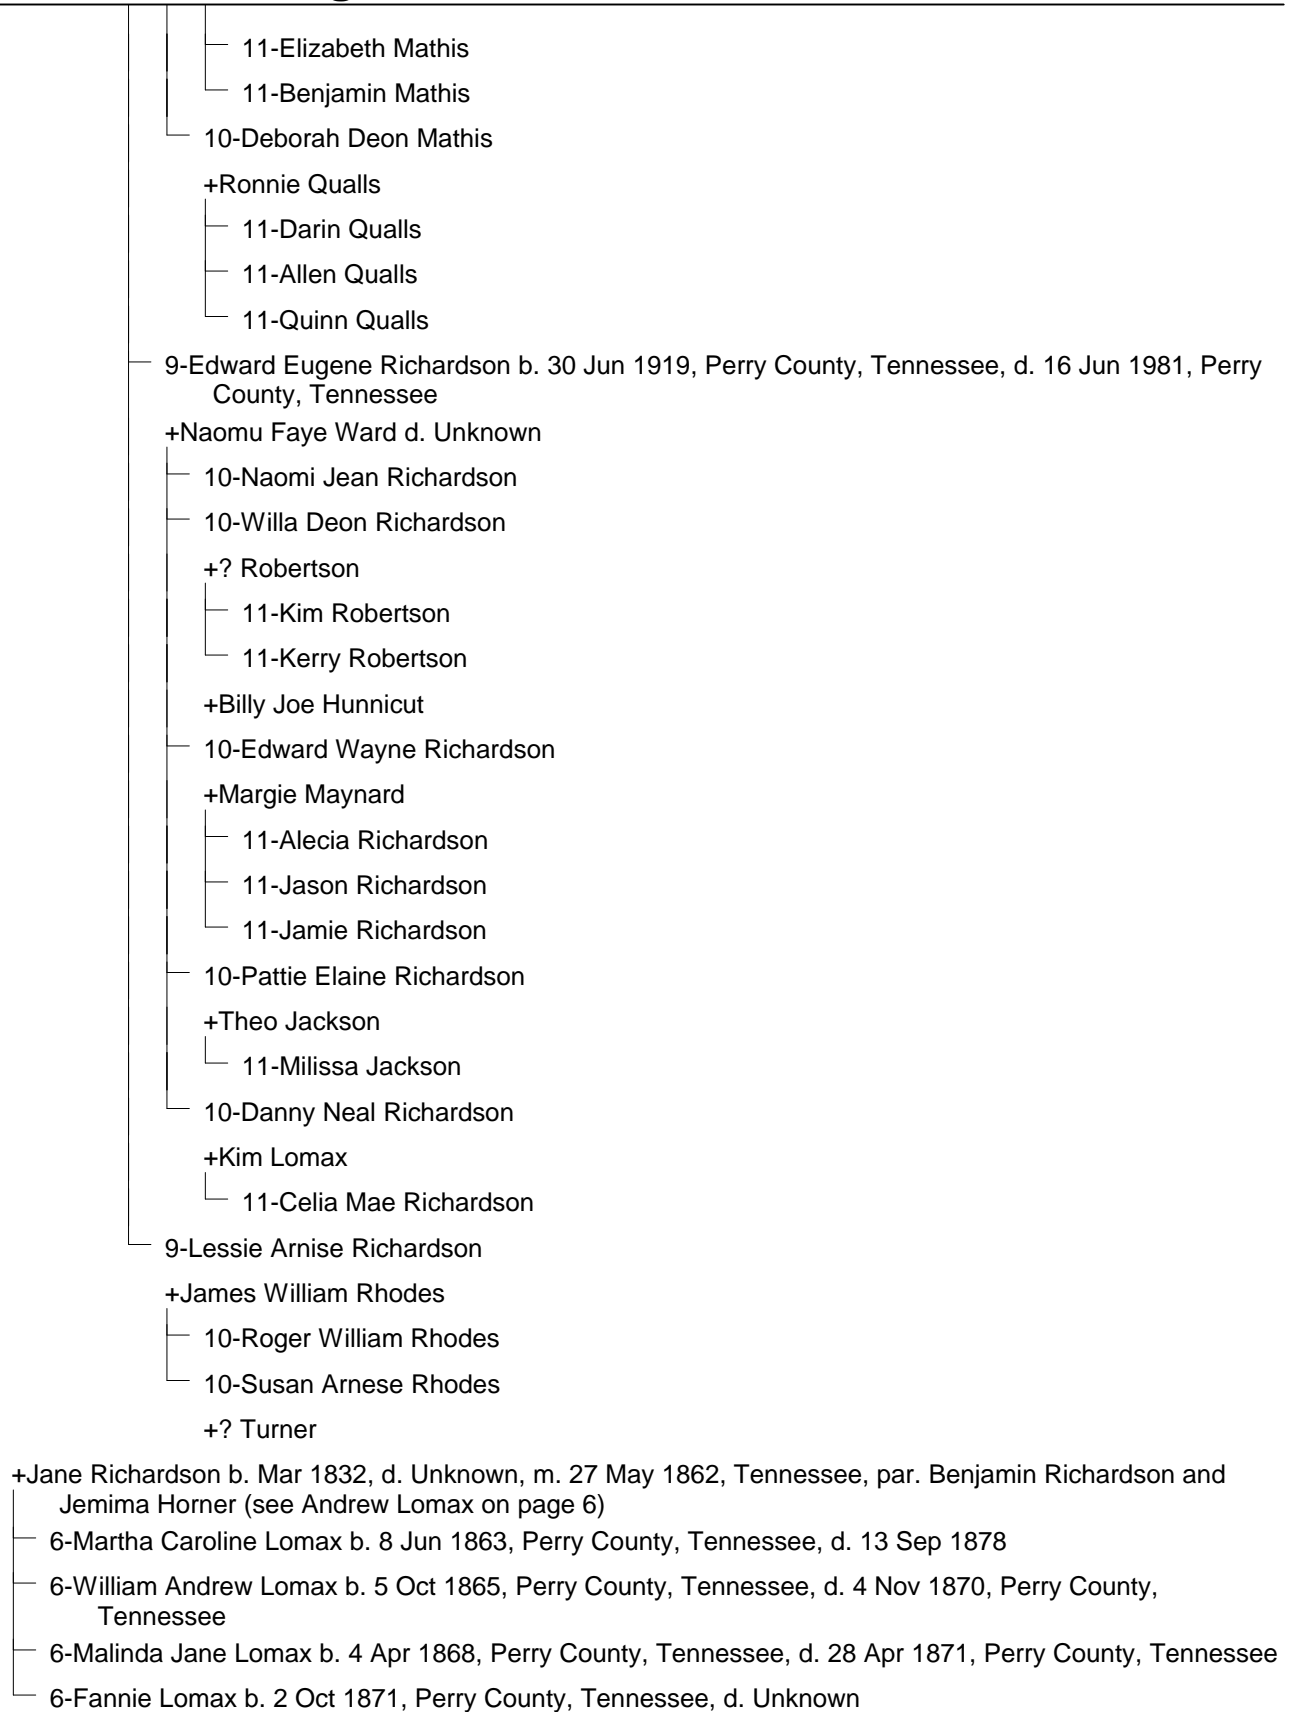 11-Elizabeth Mathis
11-Benjamin Mathis
10-Deborah Deon Mathis
+Ronnie Qualls
11-Darin Qualls
11-Allen Qualls
11-Quinn Qualls
9-Edward Eugene Richardson b. 30 Jun 1919, Perry County, Tennessee, d. 16 Jun 1981, Perry
County, Tennessee
+Naomu Faye Ward d. Unknown
10-Naomi Jean Richardson
10-Willa Deon Richardson
+? Robertson
11-Kim Robertson
11-Kerry Robertson
+Billy Joe Hunnicut
10-Edward Wayne Richardson
+Margie Maynard
11-Alecia Richardson
11-Jason Richardson
11-Jamie Richardson
10-Pattie Elaine Richardson
+Theo Jackson
11-Milissa Jackson
10-Danny Neal Richardson
+Kim Lomax
11-Celia Mae Richardson
9-Lessie Arnise Richardson
+James William Rhodes
10-Roger William Rhodes
10-Susan Arnese Rhodes
+? Turner
+Jane Richardson b. Mar 1832, d. Unknown, m. 27 May 1862, Tennessee, par. Benjamin Richardson and
Jemima Horner (see Andrew Lomax on page 6)
6-Martha Caroline Lomax b. 8 Jun 1863, Perry County, Tennessee, d. 13 Sep 1878
6-William Andrew Lomax b. 5 Oct 1865, Perry County, Tennessee, d. 4 Nov 1870, Perry County,
Tennessee
6-Malinda Jane Lomax b. 4 Apr 1868, Perry County, Tennessee, d. 28 Apr 1871, Perry County, Tennessee
6-Fannie Lomax b. 2 Oct 1871, Perry County, Tennessee, d. Unknown